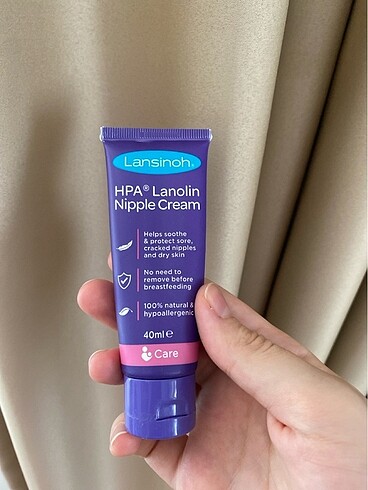 Lansinoh®
HPA® Lanolin
Nipple Cream
Helps soothe
& protect sore,
cracked nipples
and dry skin
No need to
remove before
breastfeeding
100% natural &
hypoallergenic
40ml e
Care